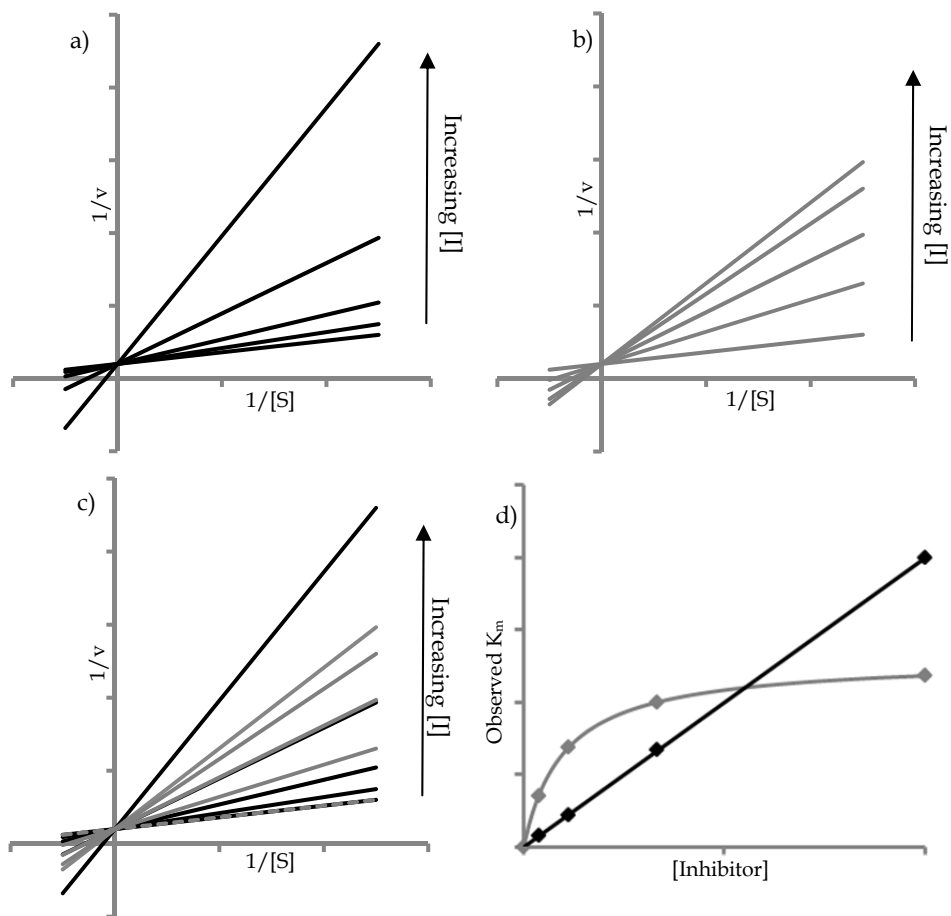 a)
1/v
Increasing [I]
1/[S]
b)
1/v
Increasing [I]
1/[S]
c)
1/v
Increasing [I]
1/[S]
d)
Observed Kₘ
[Inhibitor]